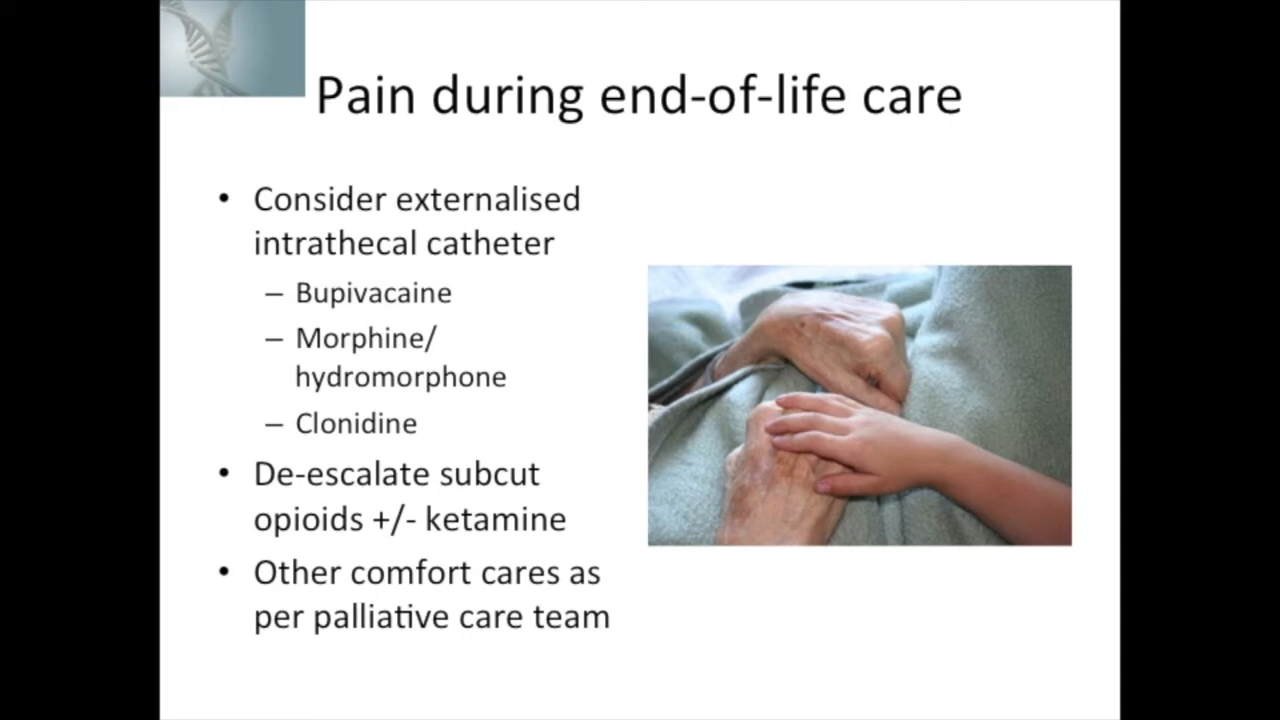 Pain during end-of-life care
• Consider externalised
intrathecal catheter
– Bupivacaine
– Morphine/
hydromorphone
– Clonidine
• De-escalate subcut
opioids +/- ketamine
• Other comfort cares as
per palliative care team